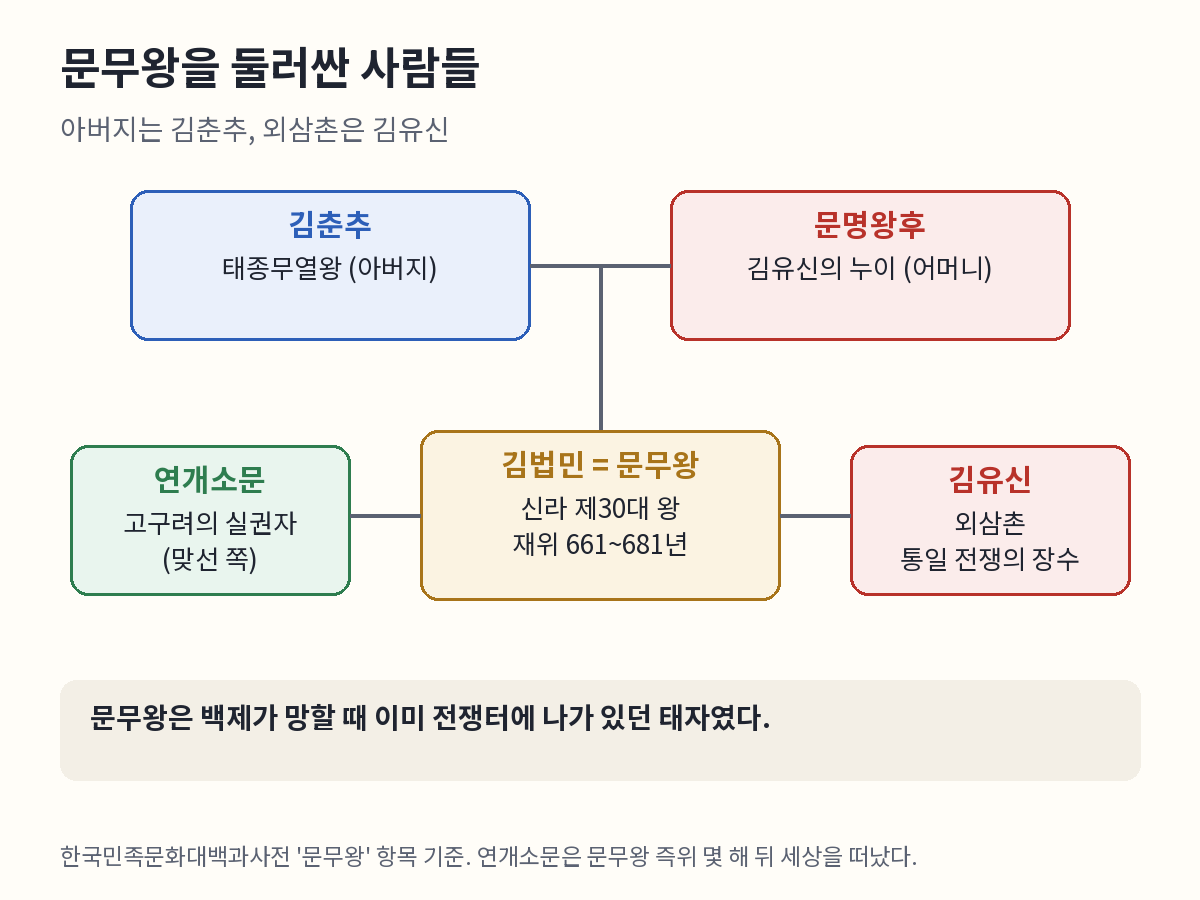 문무왕을 둘러싼 사람들
아버지는 김춘추, 외삼촌은 김유신
김춘추
태종무열왕 (아버지)
문명왕후
김유신의 누이 (어머니)
연개소문
고구려의 실권자
(맞선 쪽)
김법민 = 문무왕
신라 제30대 왕
재위 661~681년
김유신
외삼촌
통일 전쟁의 장수
문무왕은 백제가 망할 때 이미 전쟁터에 나가 있던 태자였다.
한국민족문화대백과사전 '문무왕' 항목 기준. 연개소문은 문무왕 즉위 몇 해 뒤 세상을 떠났다.